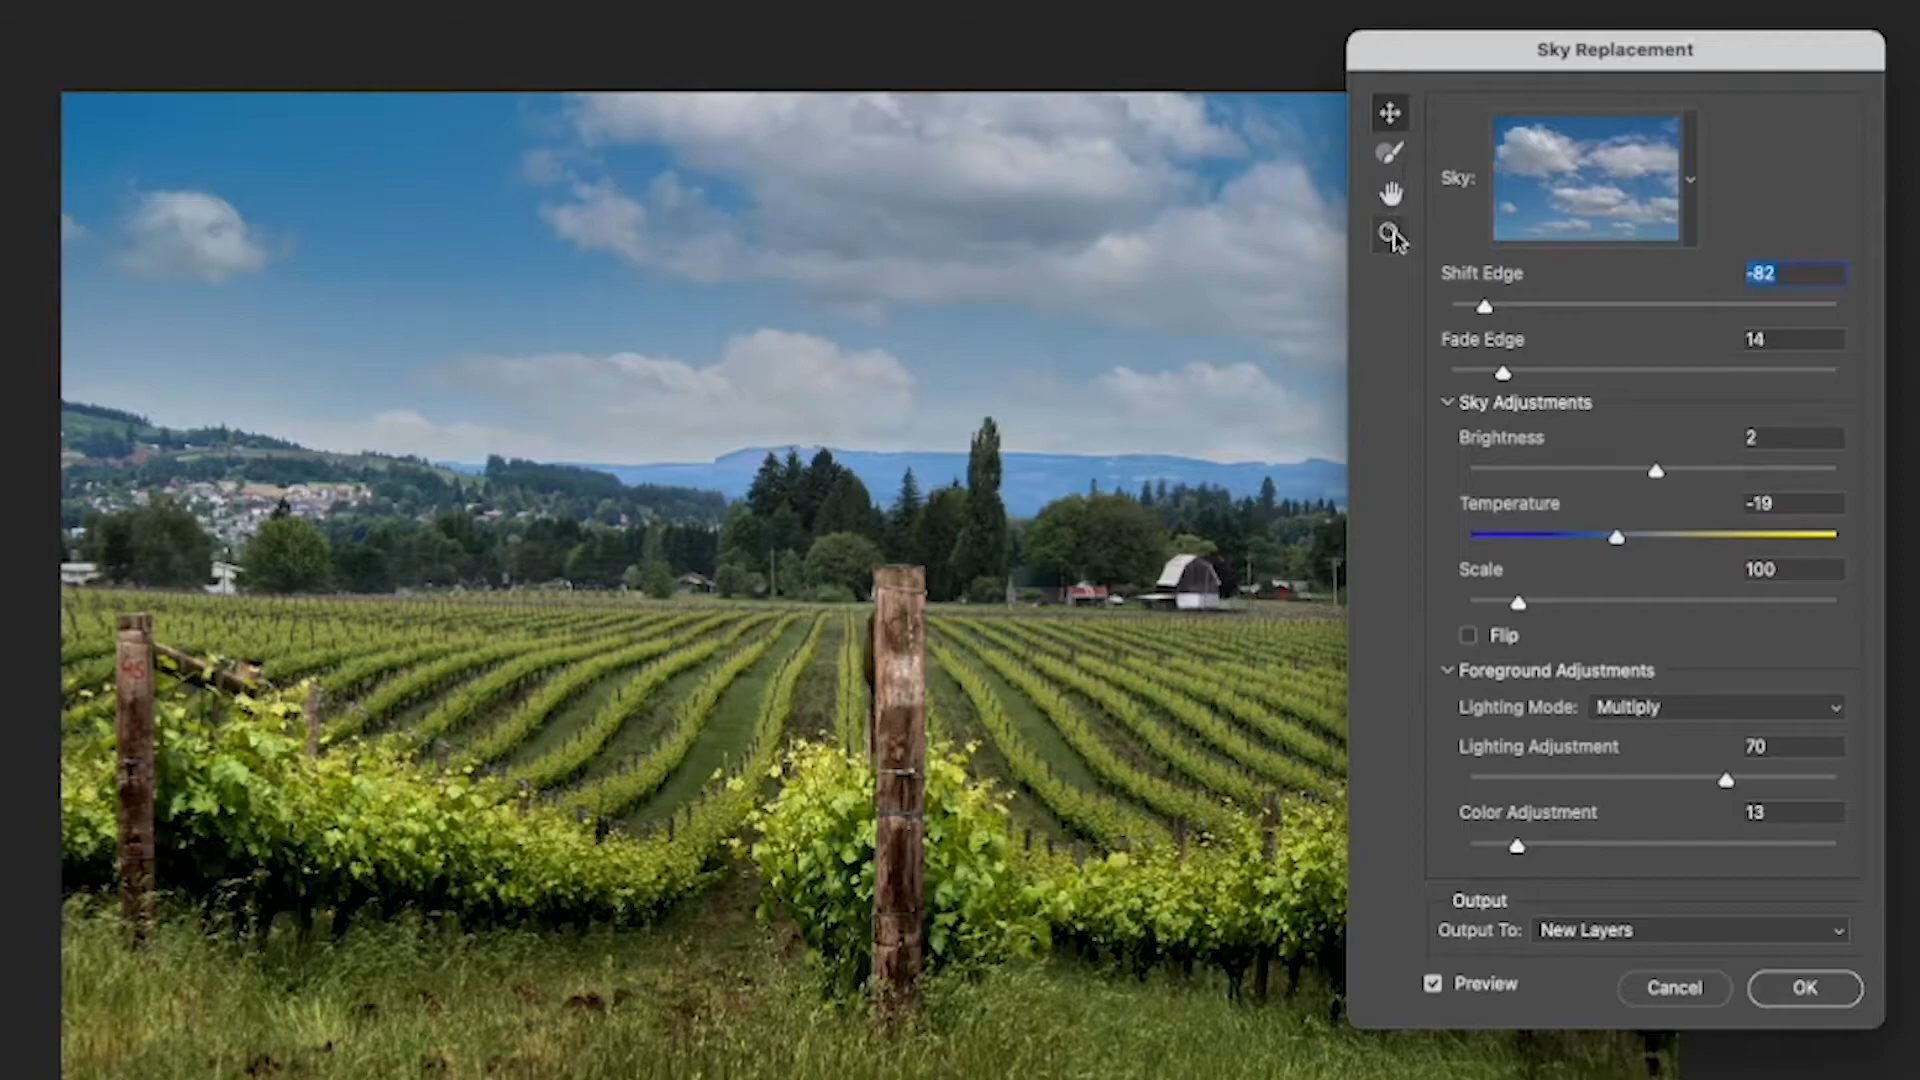 Sky Replacement
Sky:
Shift Edge -82
Fade Edge 14
Sky Adjustments
Brightness 2
Temperature -19
Scale 100
Flip
Foreground Adjustments
Lighting Mode: Multiply
Lighting Adjustment 70
Color Adjustment 13
Output
Output To: New Layers
Preview Cancel OK